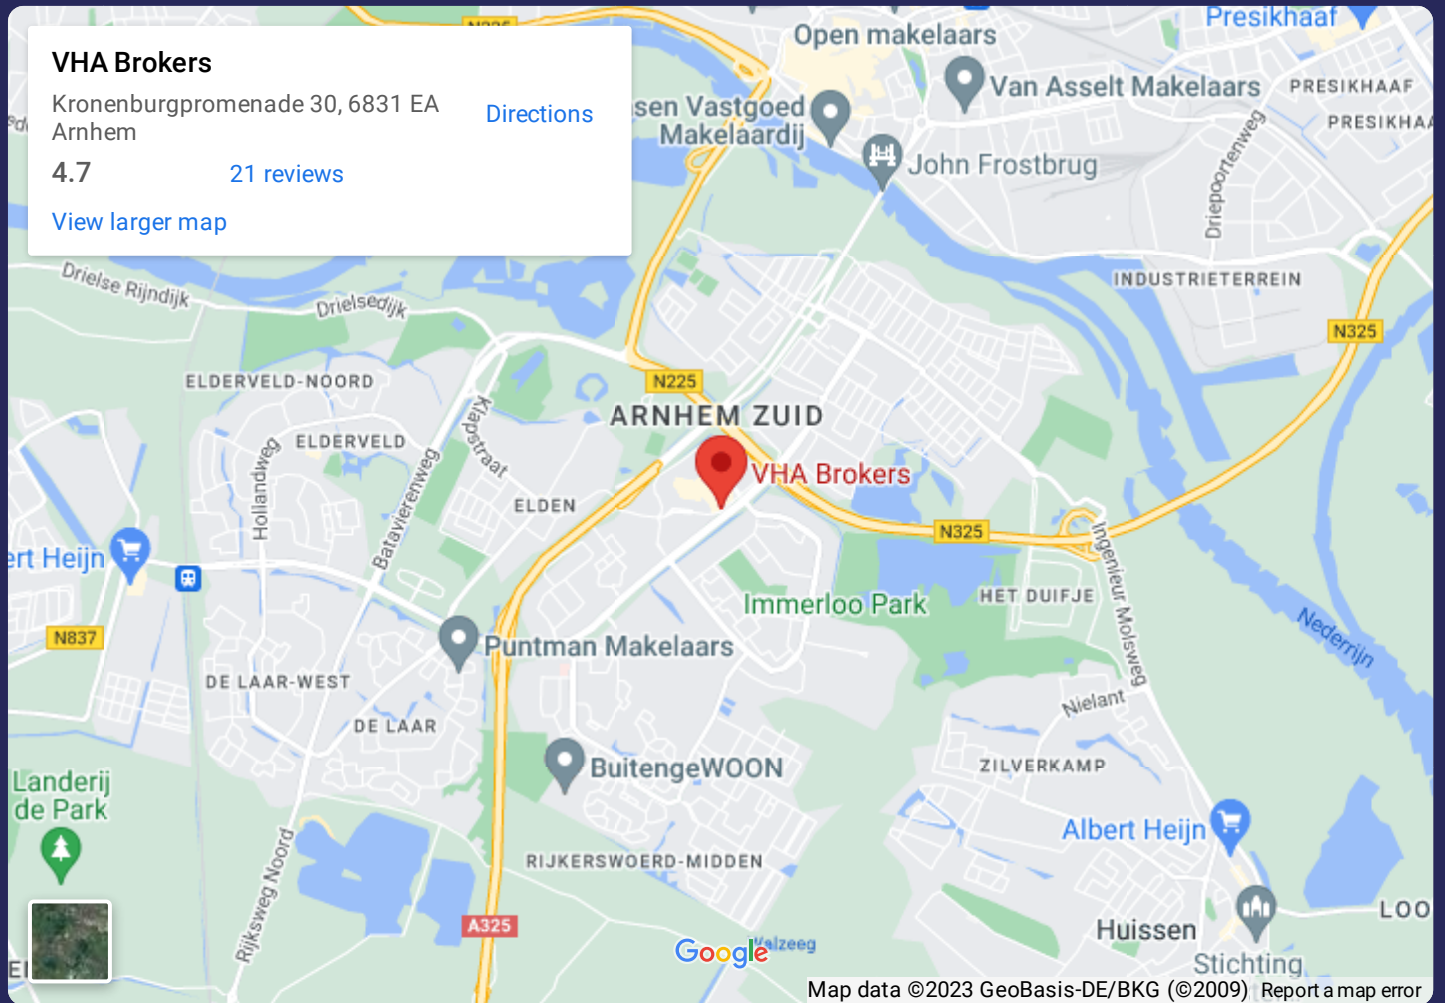 VHA Brokers
Kronenburgpromenade 30, 6831 EA
Arnhem
Directions
4.7
21 reviews
View larger map
N225
Presikhaaf
Open makelaars
Van Asselt Makelaars
PRESIKHAAF
sen Vastgoed
Makelaardij
John Frostbrug
Driepoortenweg
Drielse Rijndijk
Drielsedijk
INDUSTRIETERREIN
N325
ELDERVELD-NOORD
N225
ARNHEM ZUID
Klapstraat
ELDERVELD
Hollandweg
Batavierenweg
VHA Brokers
ELDEN
N325
ert Heijn
Ingenieur Molsweg
HET DUIFJE
Immerloo Park
Nederrijn
N837
Puntman Makelaars
DE LAAR-WEST
Nielant
DE LAAR
BuitengeWOON
ZILVERKAMP
Landerij
de Park
Albert Heijn
RIJKERSWOERD-MIDDEN
Rijksweg Noord
A325
LOO
Huissen
Google
Stichting
Map data ©2023 GeoBasis-DE/BKG (©2009)
Report a map error